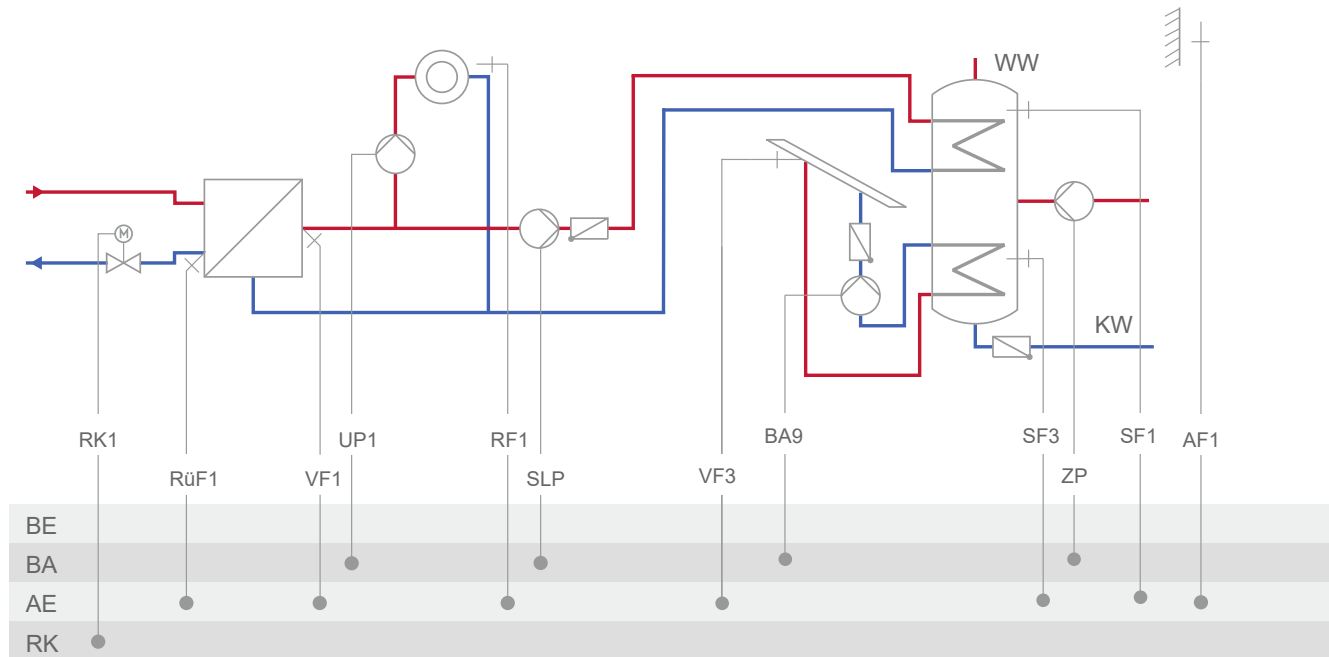 WW
M
KW
RK1 UP1 RF1 BA9 SF3 SF1 AF1
RüF1 VF1 SLP VF3 ZP
BE
BA
AE
RK